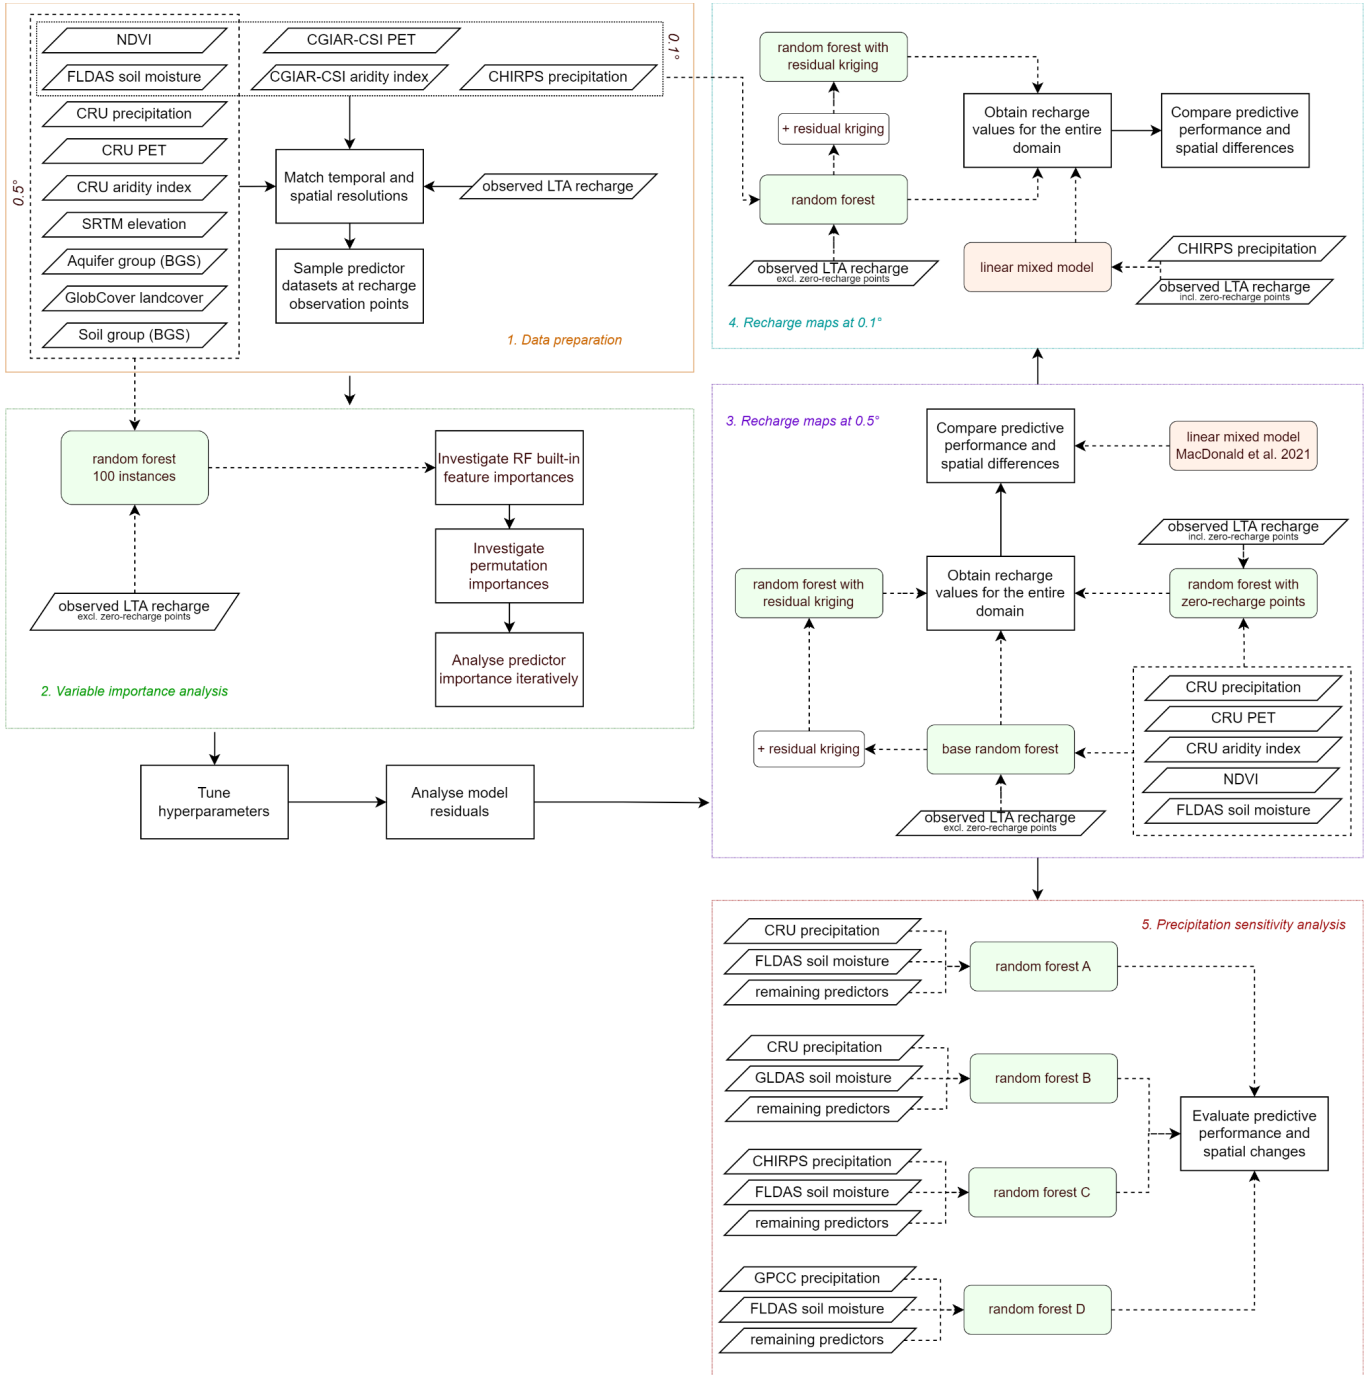 NDVI
FLDAS soil moisture
CRU precipitation
CRU PET
CRU aridity index
SRTM elevation
Aquifer group (BGS)
GlobCover landcover
Soil group (BGS)
0.5°
CGIAR-CSI PET
CGIAR-CSI aridity index
CHIRPS precipitation
0.1°
Match temporal and
spatial resolutions
observed LTA recharge
Sample predictor
datasets at recharge
observation points
1. Data preparation
random forest
100 instances
observed LTA recharge
excl. zero-recharge points
Investigate RF built-in
feature importances
Investigate
permutation
importances
Analyse predictor
importance iteratively
2. Variable importance analysis
Tune
hyperparameters
Analyse model
residuals
random forest with
residual kriging
+ residual kriging
random forest
observed LTA recharge
excl. zero-recharge points
Obtain recharge
values for the entire
domain
Compare predictive
performance and
spatial differences
linear mixed model
CHIRPS precipitation
observed LTA recharge
incl. zero-recharge points
4. Recharge maps at 0.1°
3. Recharge maps at 0.5°
Compare predictive
performance and
spatial differences
linear mixed model
MacDonald et al. 2021
observed LTA recharge
incl. zero-recharge points
random forest with
residual kriging
Obtain recharge
values for the entire
domain
random forest with
zero-recharge points
+ residual kriging
base random forest
observed LTA recharge
excl. zero-recharge points
CRU precipitation
CRU PET
CRU aridity index
NDVI
FLDAS soil moisture
5. Precipitation sensitivity analysis
CRU precipitation
FLDAS soil moisture
remaining predictors
random forest A
CRU precipitation
GLDAS soil moisture
remaining predictors
random forest B
CHIRPS precipitation
FLDAS soil moisture
remaining predictors
random forest C
GPCC precipitation
FLDAS soil moisture
remaining predictors
random forest D
Evaluate predictive
performance and
spatial changes